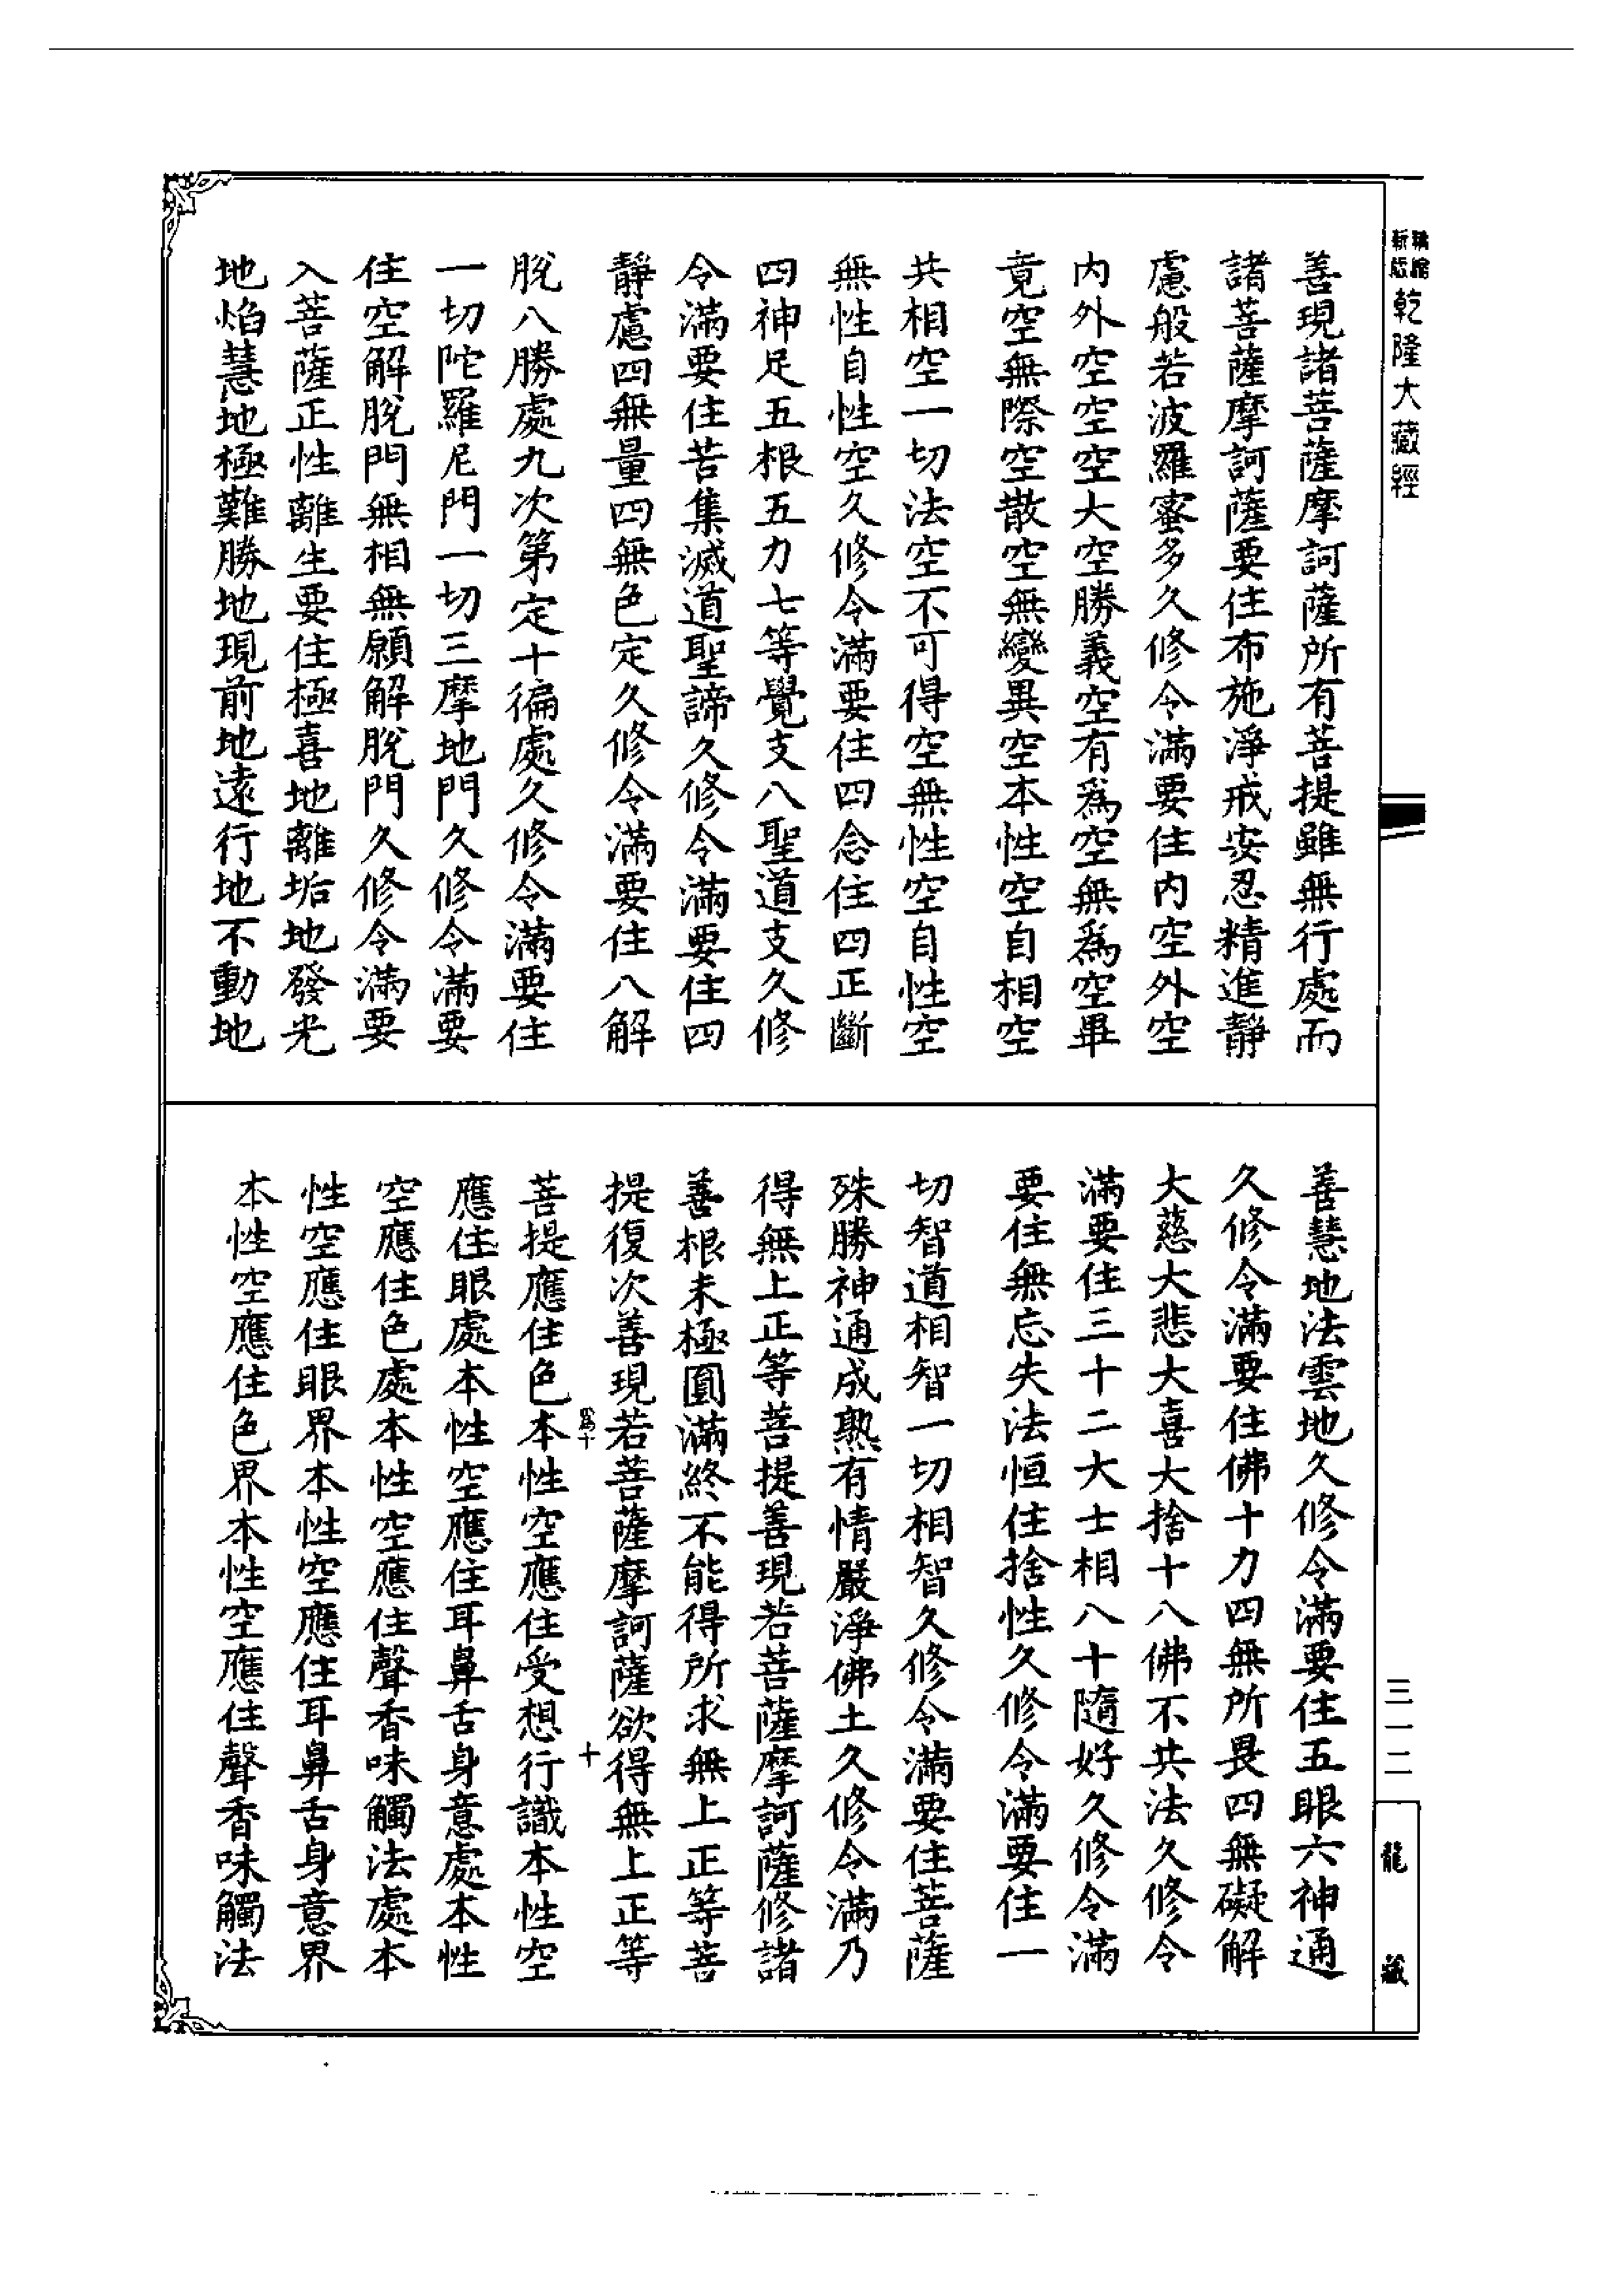 乾隆大藏經
善現諸菩薩摩訶薩所有菩提雖無行處而
諸菩薩摩訶薩要住布施淨戒安忍精進靜
慮般若波羅蜜多久修令滿要住內空外空
內外空空空大空勝義空有爲空無爲空畢
竟空無際空散空無變異空本性空自相空
共相空一切法空不可得空無性空自性空
無性自性空久修令滿要住四念住四正斷
四神足五根五力七等覺支八聖道支久修
令滿要住苦集滅道聖諦久修令滿要住四
靜慮四無量四無色定久修令滿要住八解
脫八勝處九次第定十徧處久修令滿要住
一切陀羅尼門一切三摩地門久修令滿要
住空解脫門無相無願解脫門久修令滿要
入菩薩正性離生要住極喜地離垢地發光
地焰慧地極難勝地現前地遠行地不動地
善慧地法雲地久修令滿要住五眼六神通
久修令滿要住佛十力四無所畏四無礙解
大慈大悲大喜大捨十八佛不共法久修令
滿要住三十二大士相八十隨好久修令滿
要住無忘失法恒住捨性久修令滿要住一
切智道相智一切相智久修令滿要住菩薩
殊勝神通成熟有情嚴淨佛土久修令滿乃
得無上正等菩提善現若菩薩摩訶薩修諸
善根未極圓滿終不能得所求無上正等菩
提復次善現若菩薩摩訶薩欲得無上正等
菩提應住色本性空應住受想行識本性空
應住眼處本性空應住耳鼻舌身意處本性
空應住色處本性空應住聲香味觸法處本
性空應住眼界本性空應住耳鼻舌身意界
本性空應住色界本性空應住聲香味觸法
三一二
龍藏